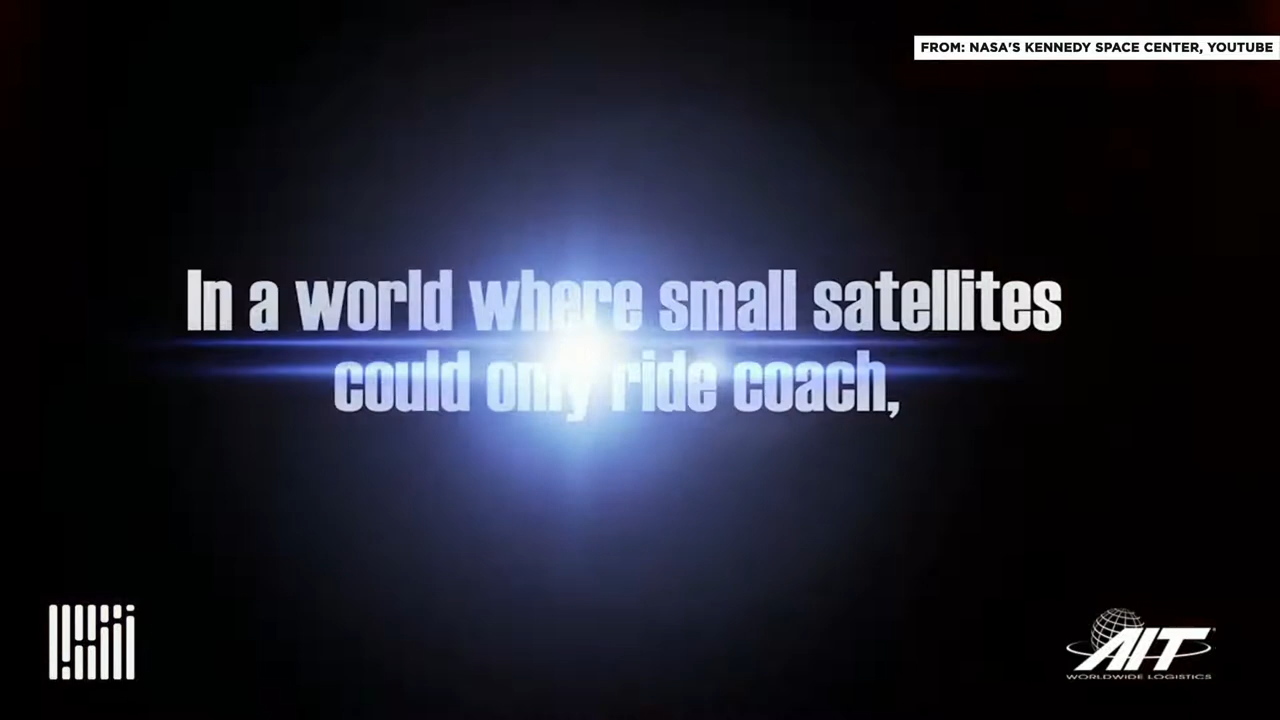 FROM: NASA'S KENNEDY SPACE CENTER, YOUTUBE
In a world where small satellites
could only ride coach,
AIT
WORLDWIDE LOGISTICS